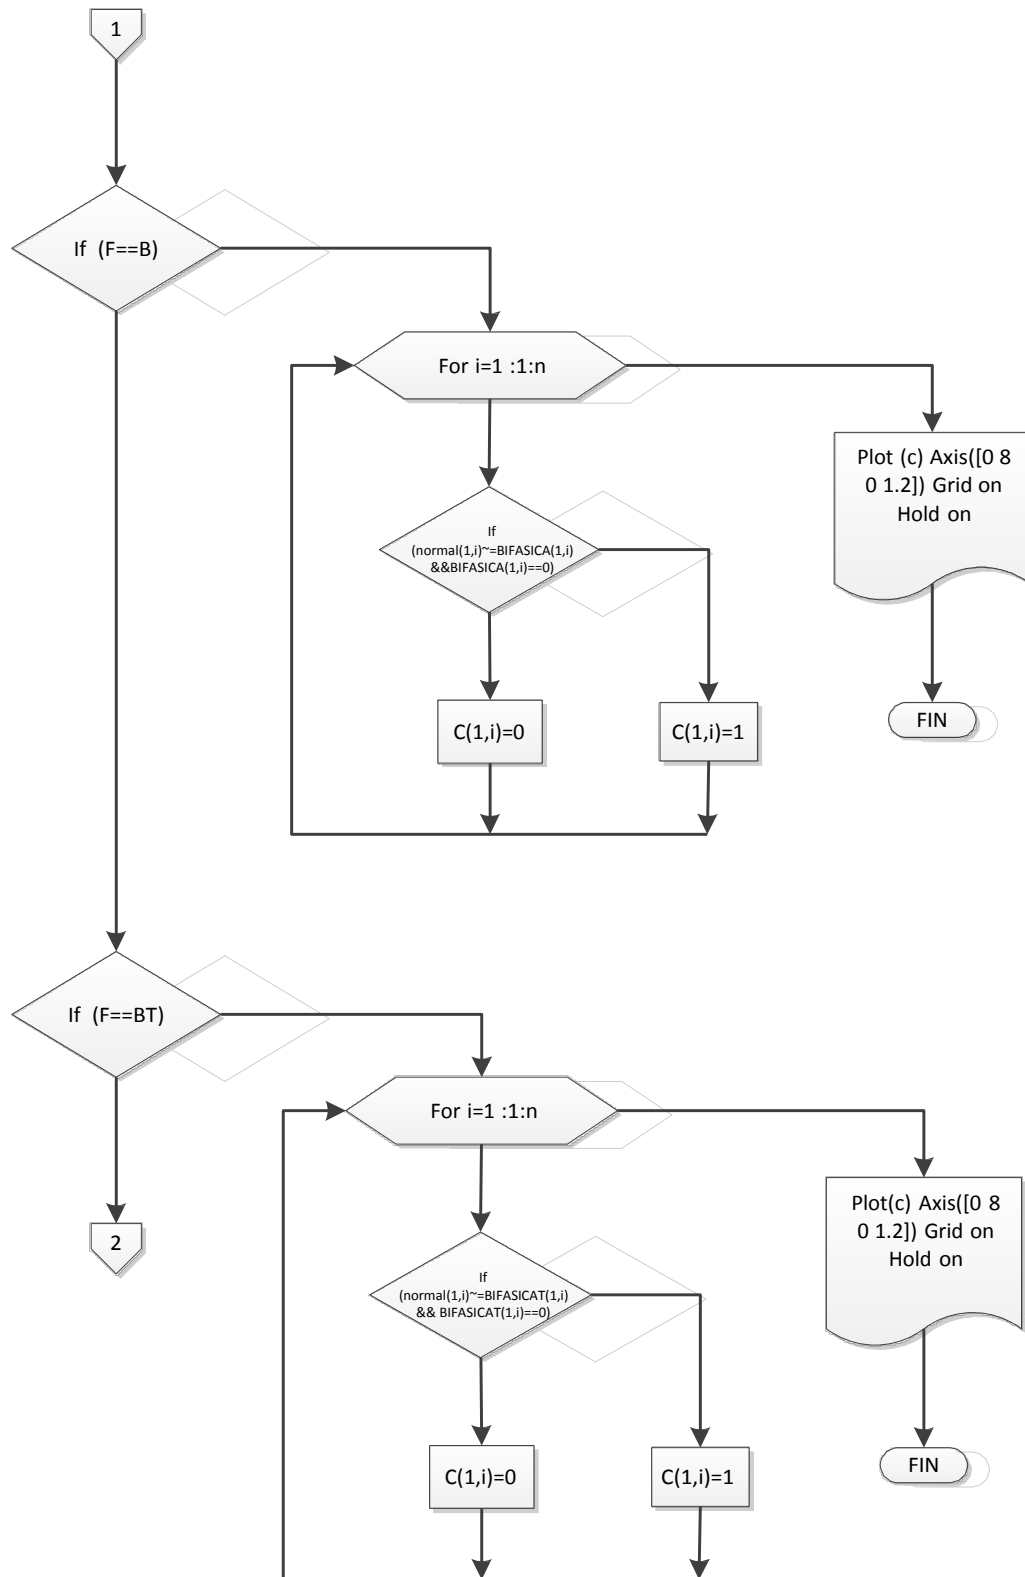 1
If (F==B)
For i=1 :1:n
Plot (c) Axis([0 8
0 1.2]) Grid on
Hold on
If
(normal(1,i)~=BIFASICA(1,i)
&&BIFASICA(1,i)==0)
C(1,i)=0
C(1,i)=1
FIN
If (F==BT)
For i=1 :1:n
Plot(c) Axis([0 8
0 1.2]) Grid on
Hold on
2
If
(normal(1,i)~=BIFASICAT(1,i)
&& BIFASICAT(1,i)==0)
C(1,i)=0
C(1,i)=1
FIN